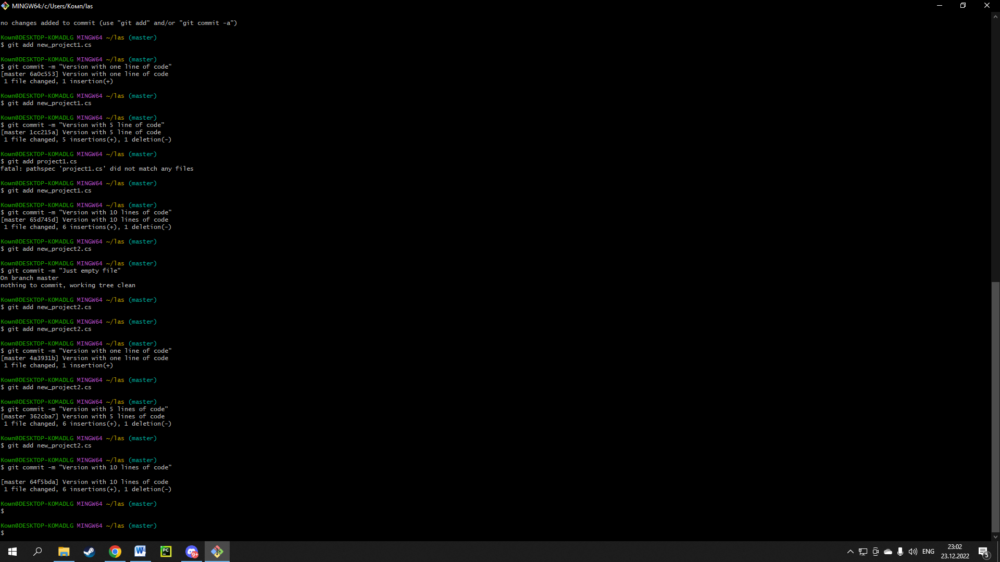 MINGW64:/c/Users/Комп/las
no changes added to commit (use "git add" and/or "git commit -a")
Комп@DESKTOP-KOMADLG MINGW64 ~/las (master)
$ git add new_project1.cs
Комп@DESKTOP-KOMADLG MINGW64 ~/las (master)
$ git commit -m "Version with one line of code"
[master 6a0c553] Version with one line of code
1 file changed, 1 insertion(+)
Комп@DESKTOP-KOMADLG MINGW64 ~/las (master)
$ git add new_project1.cs
Комп@DESKTOP-KOMADLG MINGW64 ~/las (master)
$ git commit -m "Version with 5 line of code"
[master 1cc215a] Version with 5 line of code
1 file changed, 5 insertions(+), 1 deletion(-)
Комп@DESKTOP-KOMADLG MINGW64 ~/las (master)
$ git add project1.cs
fatal: pathspec 'project1.cs' did not match any files
Комп@DESKTOP-KOMADLG MINGW64 ~/las (master)
$ git add new_project1.cs
Комп@DESKTOP-KOMADLG MINGW64 ~/las (master)
$ git commit -m "Version with 10 lines of code"
[master 65d745d] Version with 10 lines of code
1 file changed, 6 insertions(+), 1 deletion(-)
Комп@DESKTOP-KOMADLG MINGW64 ~/las (master)
$ git add new_project2.cs
Комп@DESKTOP-KOMADLG MINGW64 ~/las (master)
$ git commit -m "Just empty file"
On branch master
nothing to commit, working tree clean
Комп@DESKTOP-KOMADLG MINGW64 ~/las (master)
$ git add new_project2.cs
Комп@DESKTOP-KOMADLG MINGW64 ~/las (master)
$ git add new_project2.cs
Комп@DESKTOP-KOMADLG MINGW64 ~/las (master)
$ git commit -m "Version with one line of code"
[master 4a3931b] Version with one line of code
1 file changed, 1 insertion(+)
Комп@DESKTOP-KOMADLG MINGW64 ~/las (master)
$ git add new_project2.cs
Комп@DESKTOP-KOMADLG MINGW64 ~/las (master)
$ git commit -m "Version with 5 lines of code"
[master 362cba7] Version with 5 lines of code
1 file changed, 6 insertions(+), 1 deletion(-)
Комп@DESKTOP-KOMADLG MINGW64 ~/las (master)
$ git add new_project2.cs
Комп@DESKTOP-KOMADLG MINGW64 ~/las (master)
$ git commit -m "Version with 10 lines of code"
[master 64f5bda] Version with 10 lines of code
1 file changed, 6 insertions(+), 1 deletion(-)
Комп@DESKTOP-KOMADLG MINGW64 ~/las (master)
$
Комп@DESKTOP-KOMADLG MINGW64 ~/las (master)
$
W
PC
9+
ENG
23:02
23.12.2022
5